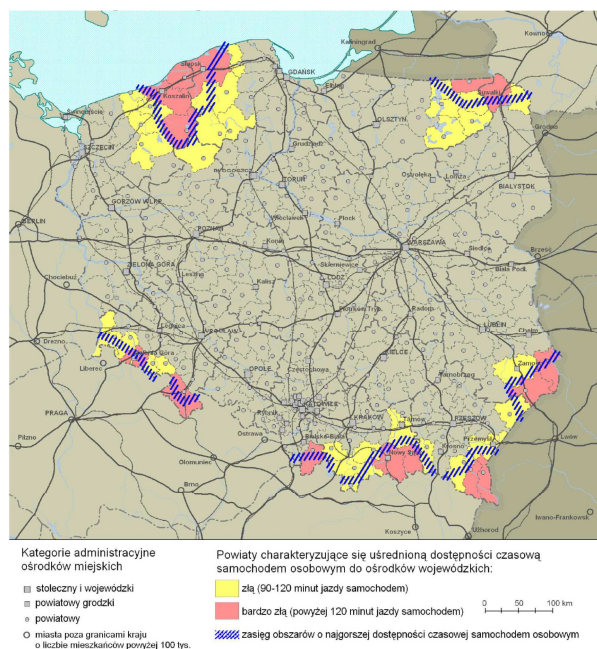 Kaliningrad
Kowno
Słupsk
GDAŃSK
Elbląg
Koszalin
Suwałki
Świnoujście
OLSZTYN
SZCZECIN
Grodno
Grudziądz
Ostrołęka
Łomża
BYDGOSZCZ
TORUŃ
BIAŁYSTOK
GORZÓW WLKP.
Włocławek
Płock
BERLIN
POZNAŃ
WARSZAWA
Konin
Siedlce
Brześć
Skierniewice
Biała Podl.
ZIELONA GÓRA
Chociebuż
Leszno
Kalisz
ŁÓDŹ
Piotrków Tryb.
Radom
Legnica
LUBLIN
Drezno
WROCŁAW
Chełm
Liberec
KIELCE
OPOLE
Częstochowa
Tarnobrzeg
KATOWICE
Rybnik
KRAKÓW
Tarnów
RZESZÓW
PRAGA
Ostrawa
Bielsko-Biała
Przemyśl
Lwów
Krosno
Pilzno
Ołomuniec
Brno
Iwano-Frankowsk
Koszyce
Użhorod
Kategorie administracyjne
ośrodków miejskich
stołeczny i wojewódzki
powiatowy grodzki
powiatowy
miasta poza granicami kraju
o liczbie mieszkańców powyżej 100 tys.
Powiaty charakteryzujące się uśrednioną dostępności czasową
samochodem osobowym do ośrodków wojewódzkich:
złą (90-120 minut jazdy samochodem)
bardzo złą (powyżej 120 minut jazdy samochodem)
0 50 100 km
zasięg obszarów o najgorszej dostępności czasowej samochodem osobowym